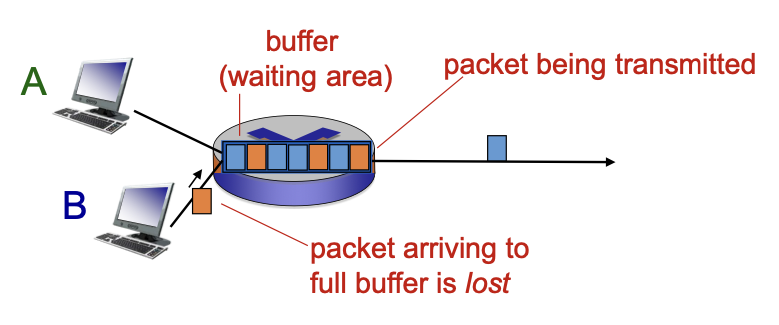 buffer
(waiting area)
packet being transmitted
A
B
packet arriving to
full buffer is lost